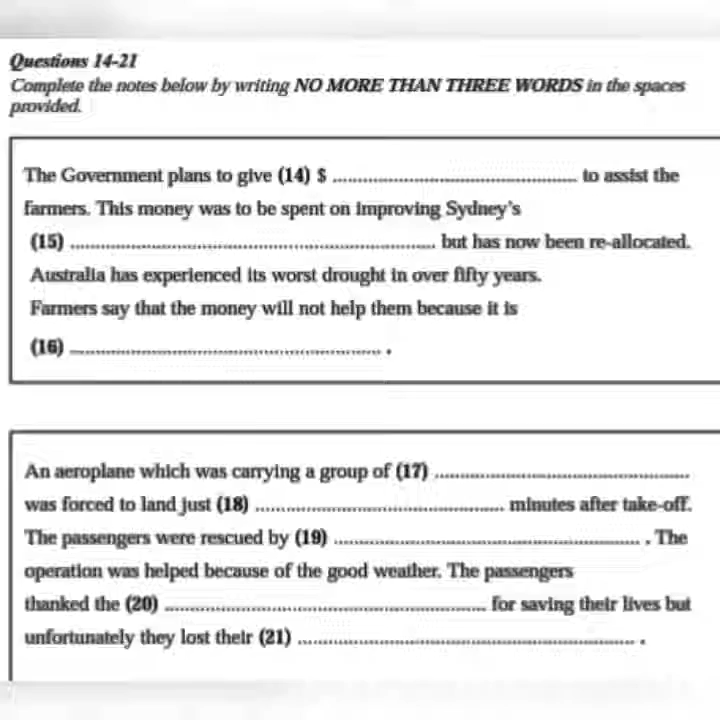 Questions 14-21
Complete the notes below by writing NO MORE THAN THREE WORDS in the spaces
provided.
The Government plans to give (14) $ ........................................ to assist the
farmers. This money was to be spent on improving Sydney's
(15) ............................................................ but has now been re-allocated.
Australia has experienced its worst drought in over fifty years.
Farmers say that the money will not help them because it is
(16) .................................................... .
An aeroplane which was carrying a group of (17) ..........................................
was forced to land just (18) ......................................... minutes after take-off.
The passengers were rescued by (19) .................................................. . The
operation was helped because of the good weather. The passengers
thanked the (20) ..................................................... for saving their lives but
unfortunately they lost their (21) ........................................................ .